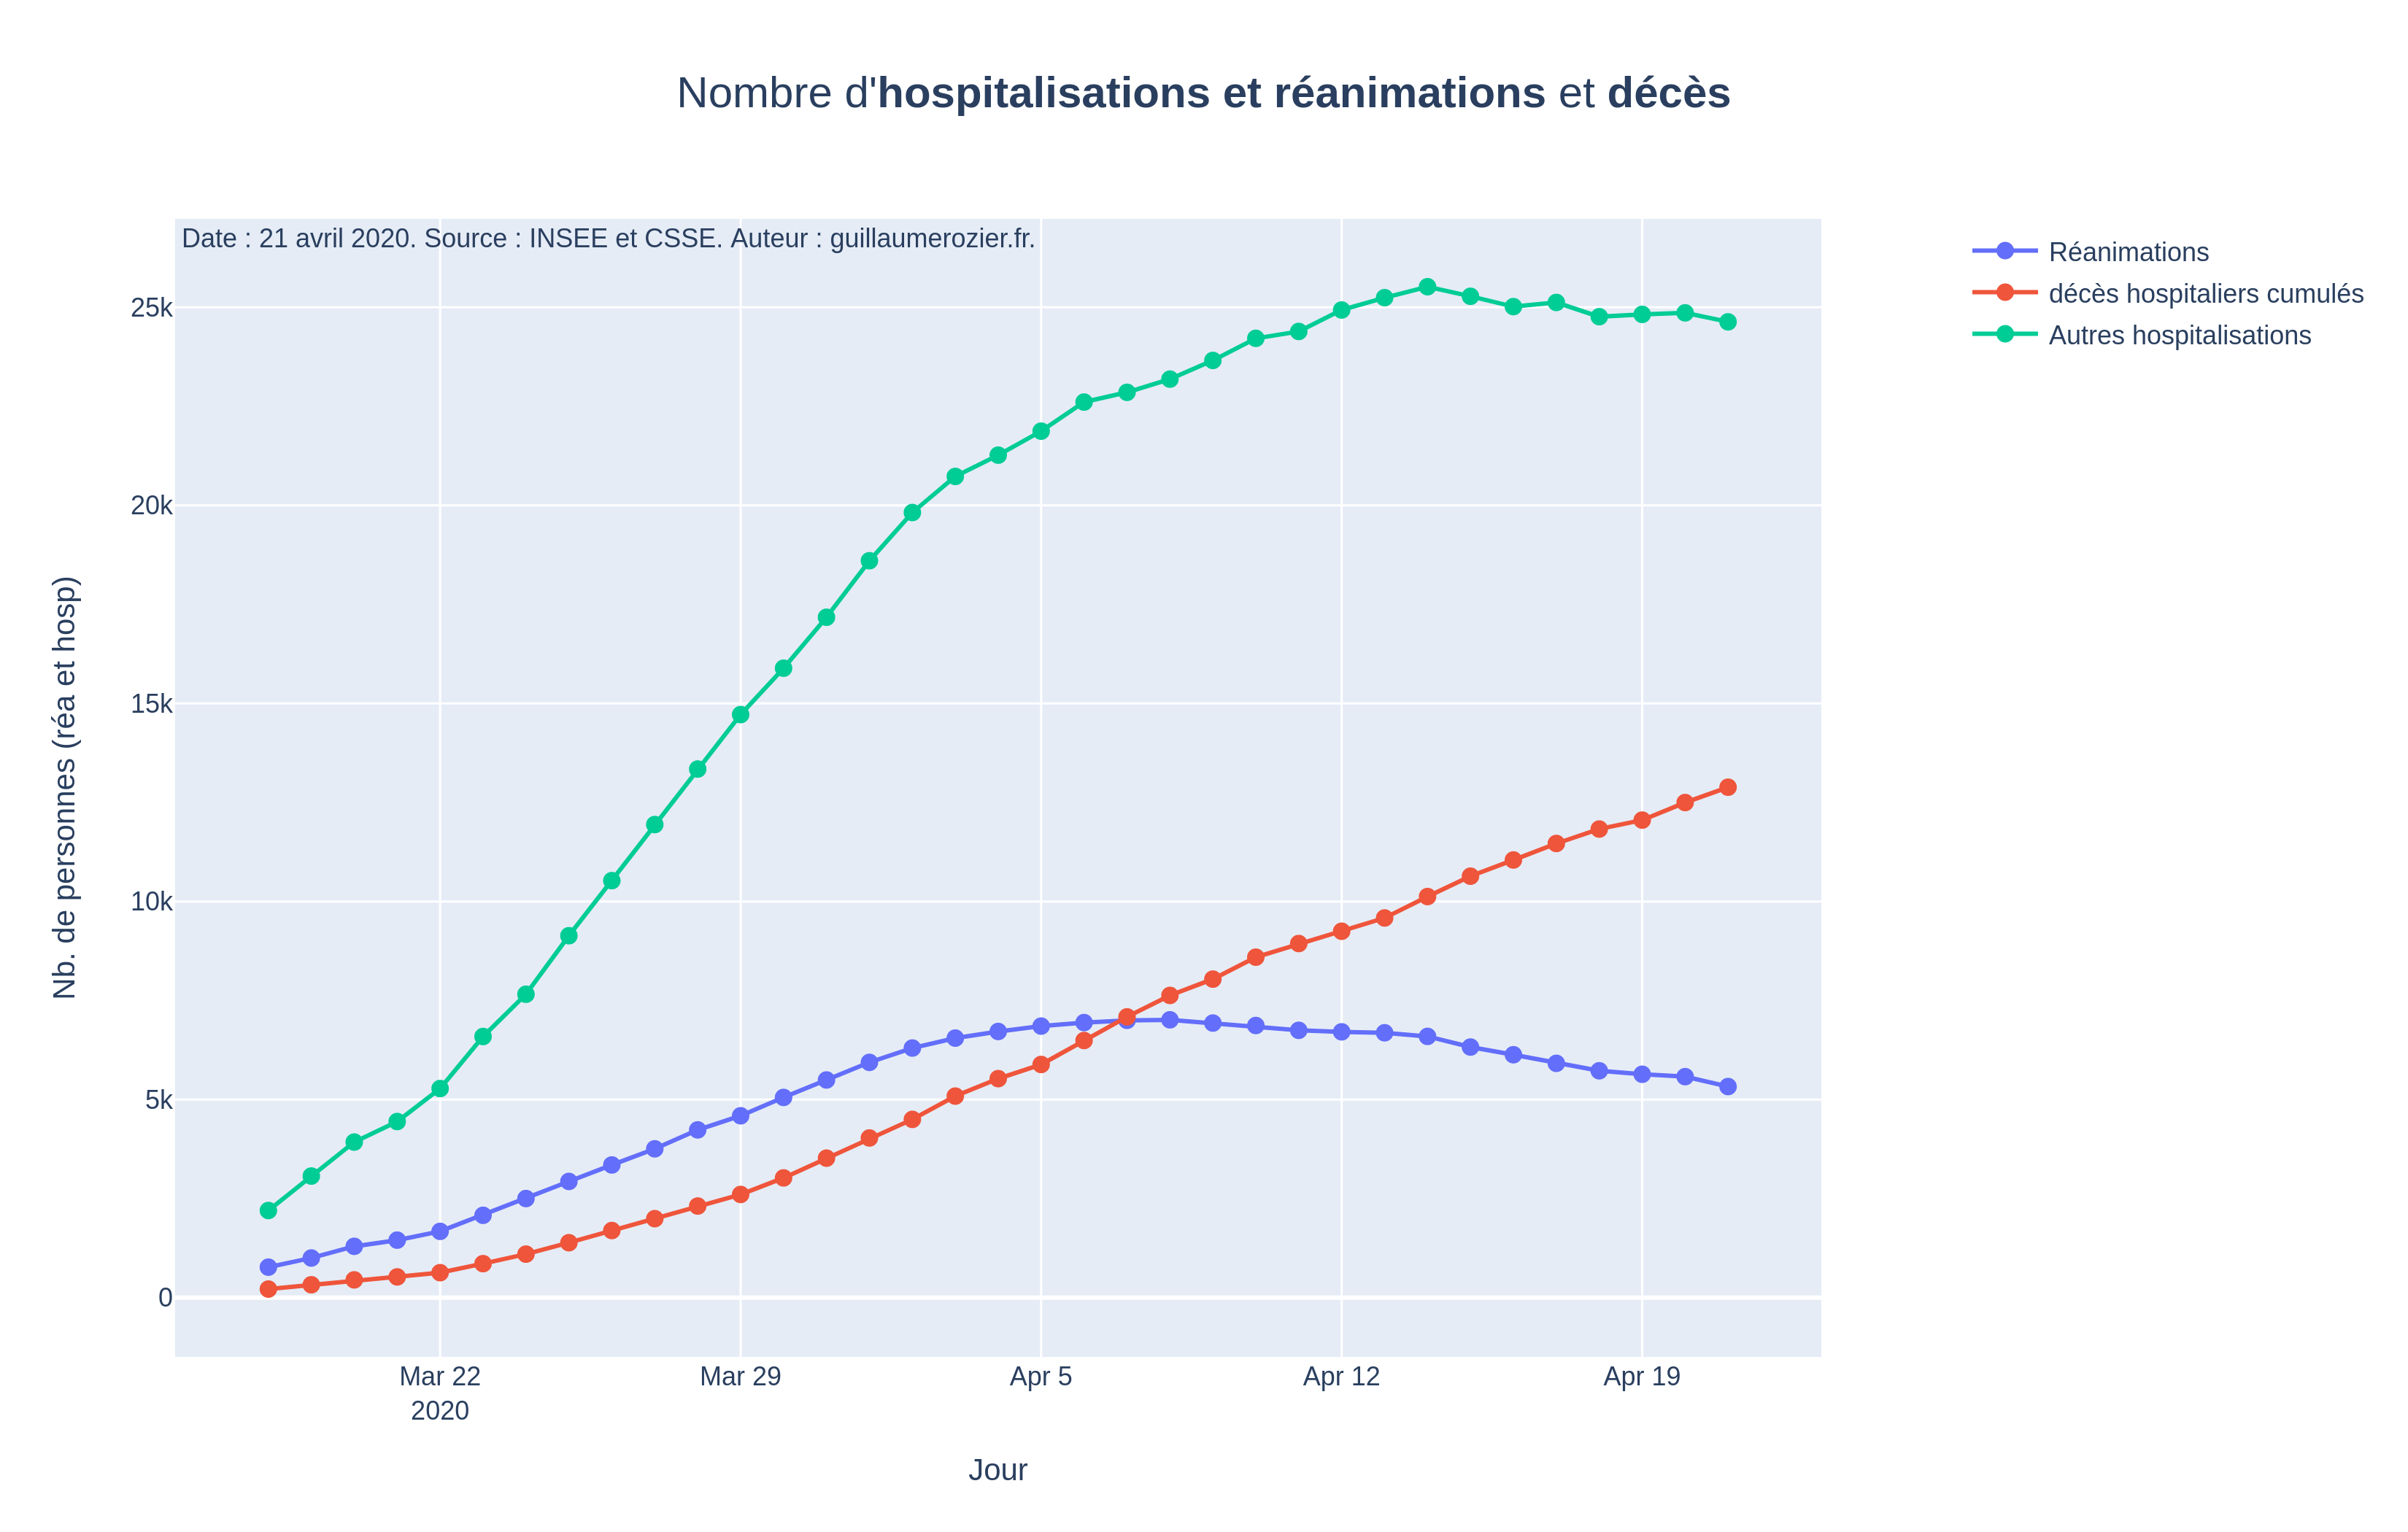 Nombre d'hospitalisations et réanimations et décès
Date : 21 avril 2020. Source : INSEE et CSSE. Auteur : guillaumerozier.fr.
Réanimations
décès hospitaliers cumulés
Autres hospitalisations
Nb. de personnes (réa et hosp)
25k
20k
15k
10k
5k
0
Mar 22
2020
Mar 29
Apr 5
Apr 12
Apr 19
Jour